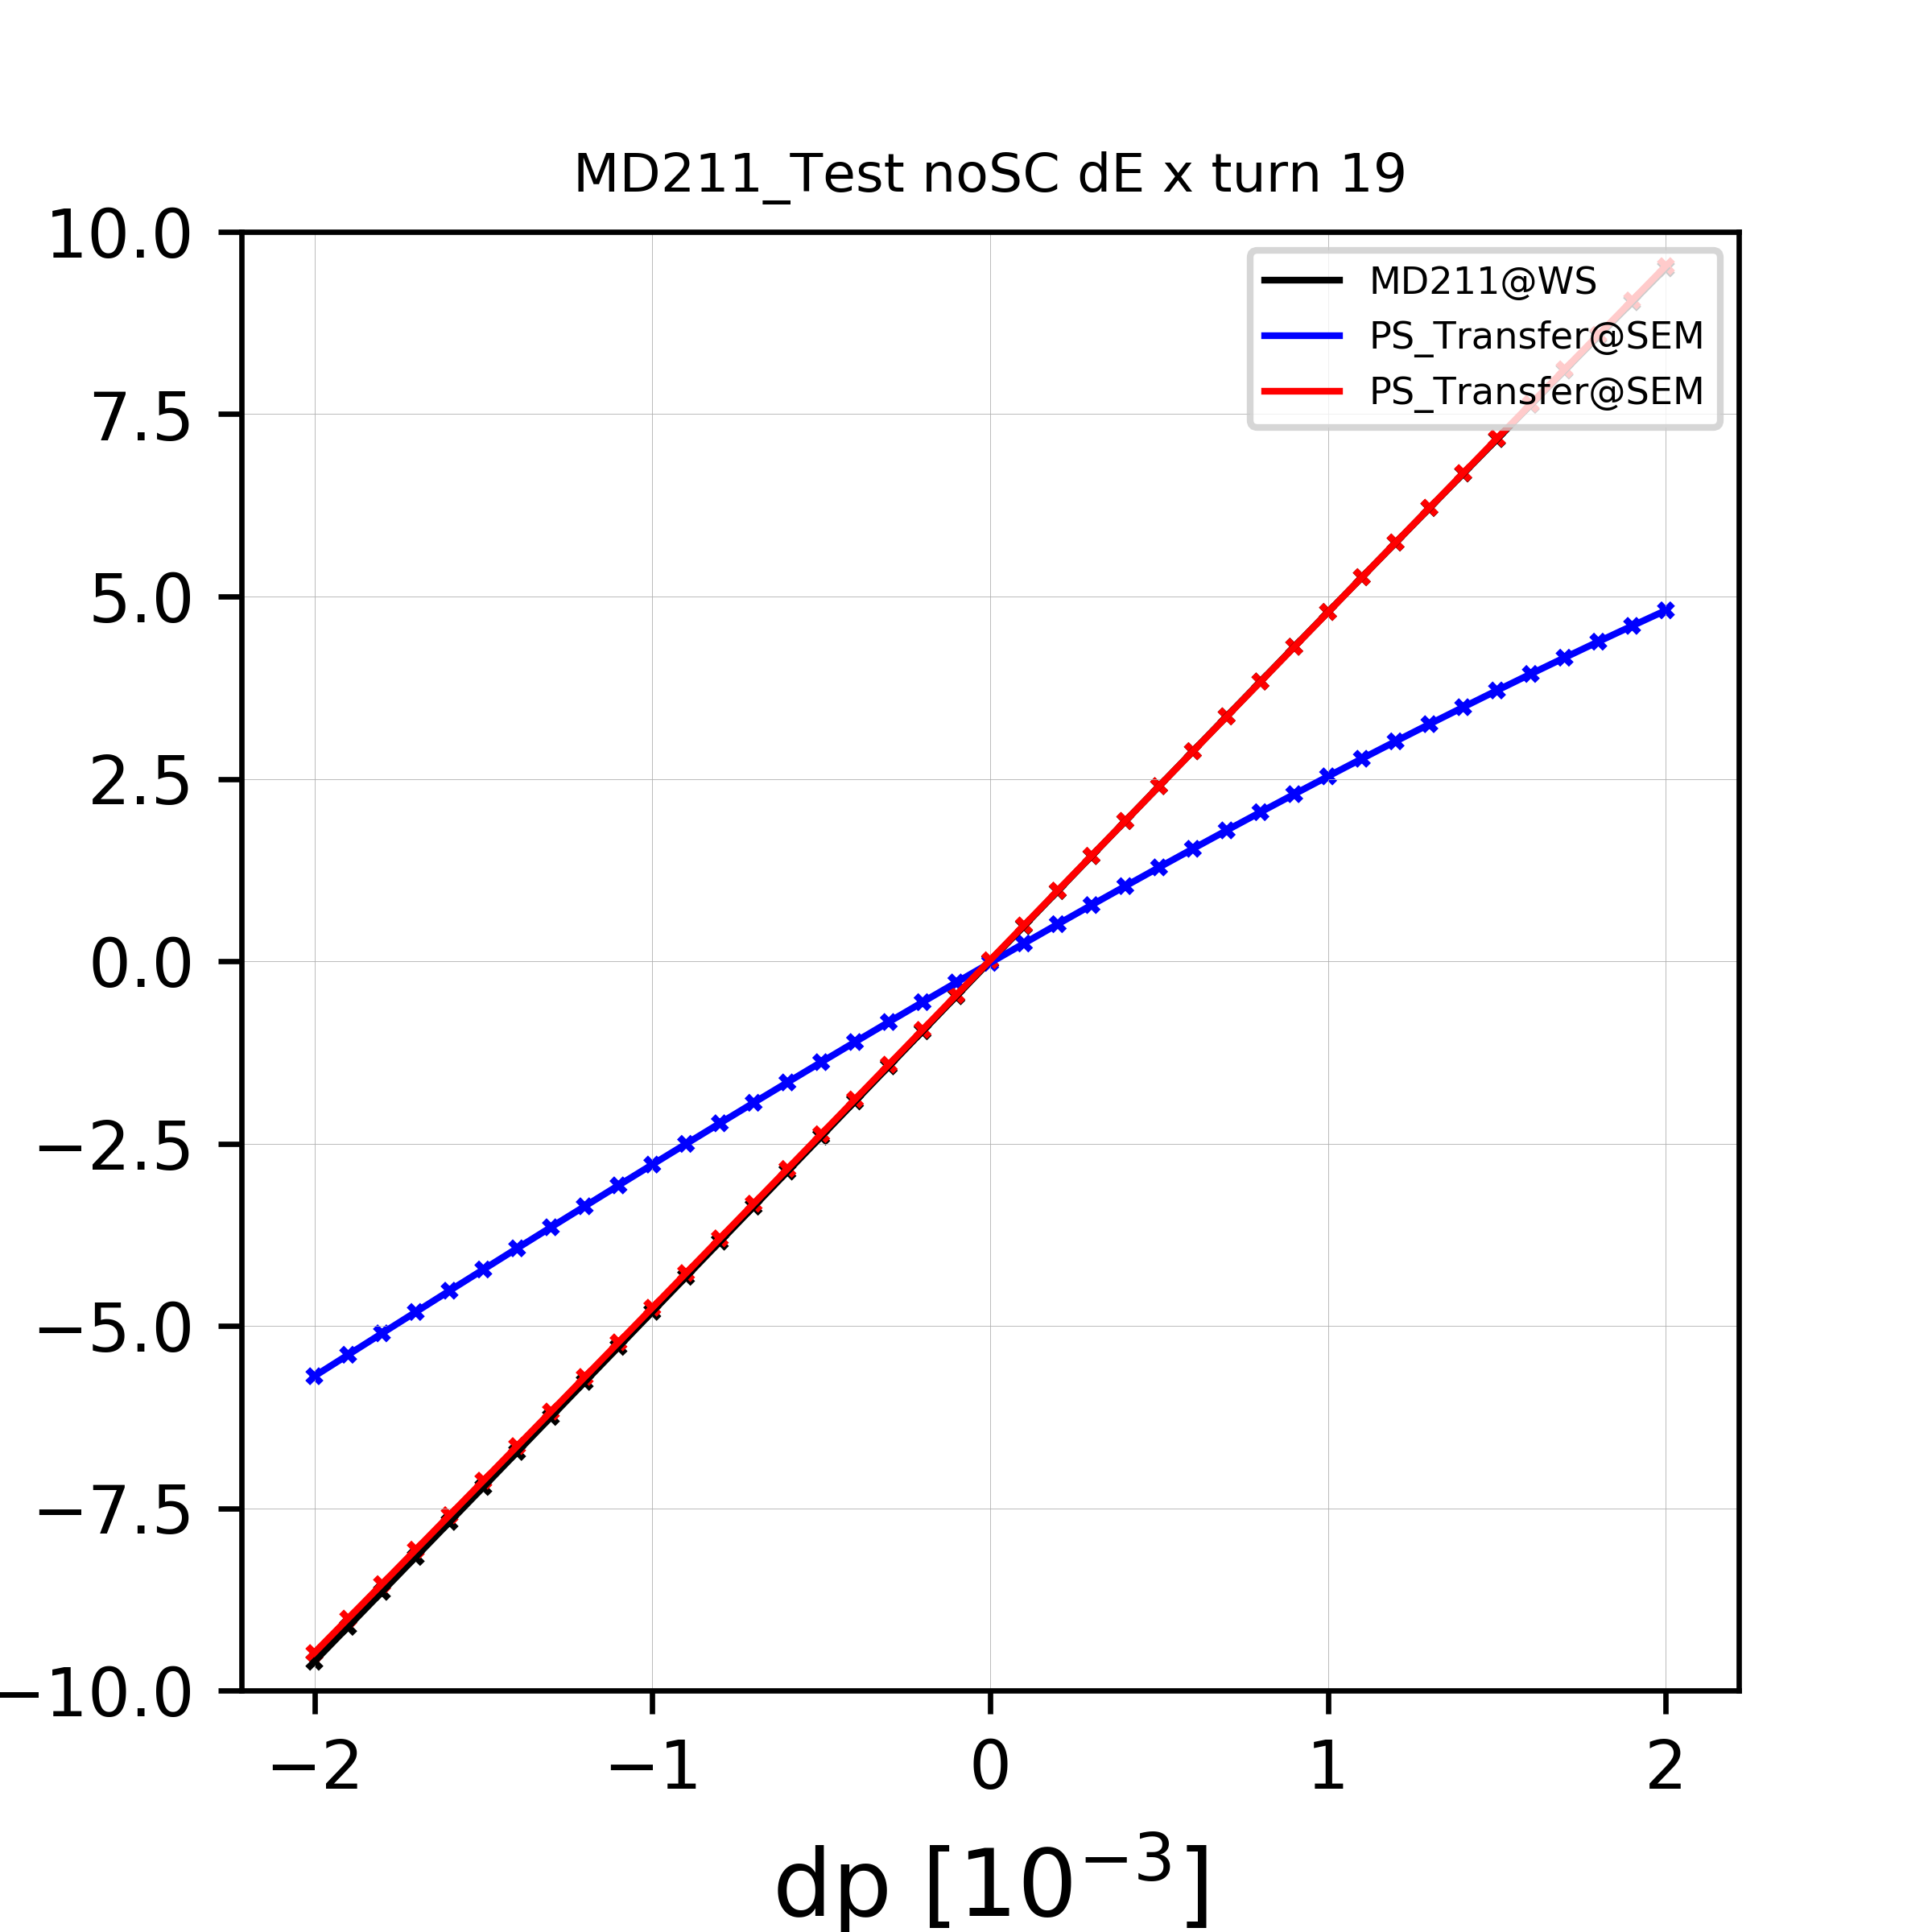 MD211_Test noSC dE x turn 19
10.0
7.5
5.0
2.5
0.0
−2.5
−5.0
−7.5
−10.0
MD211@WS
PS_Transfer@SEM
PS_Transfer@SEM
−2 −1 0 1 2
dp [10⁻³]